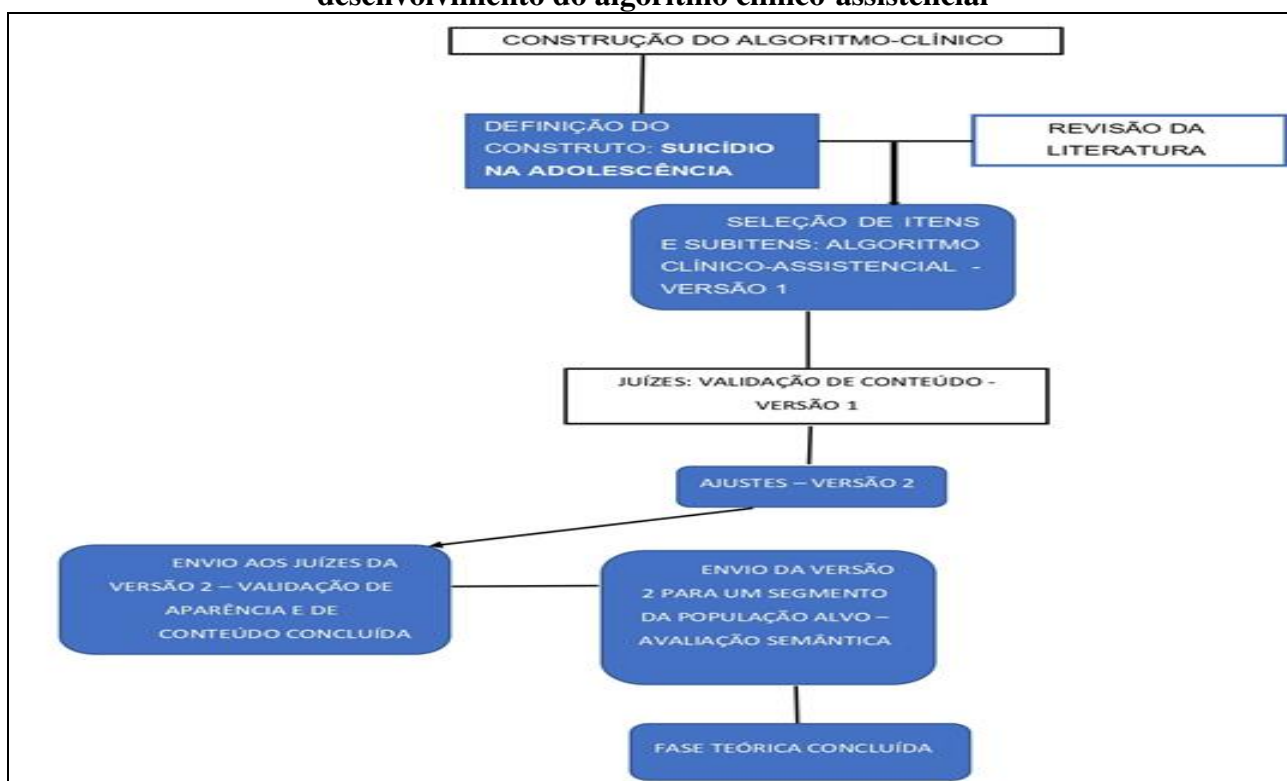 desenvolvimento do algoritmo clínico-assistencial
CONSTRUÇÃO DO ALGORITMO-CLÍNICO
DEFINIÇÃO DO
CONSTRUTO: SUICÍDIO
NA ADOLESCÊNCIA
REVISÃO DA
LITERATURA
SELEÇÃO DE ITENS
E SUBITENS: ALGORITMO
CLÍNICO-ASSISTENCIAL -
VERSÃO 1
JUÍZES: VALIDAÇÃO DE CONTEÚDO -
VERSÃO 1
AJUSTES – VERSÃO 2
ENVIO AOS JUÍZES DA
VERSÃO 2 – VALIDAÇÃO DE
APARÊNCIA E DE
CONTEÚDO CONCLUÍDA
ENVIO DA VERSÃO
2 PARA UM SEGMENTO
DA POPULAÇÃO ALVO –
AVALIAÇÃO SEMÂNTICA
FASE TEÓRICA CONCLUÍDA